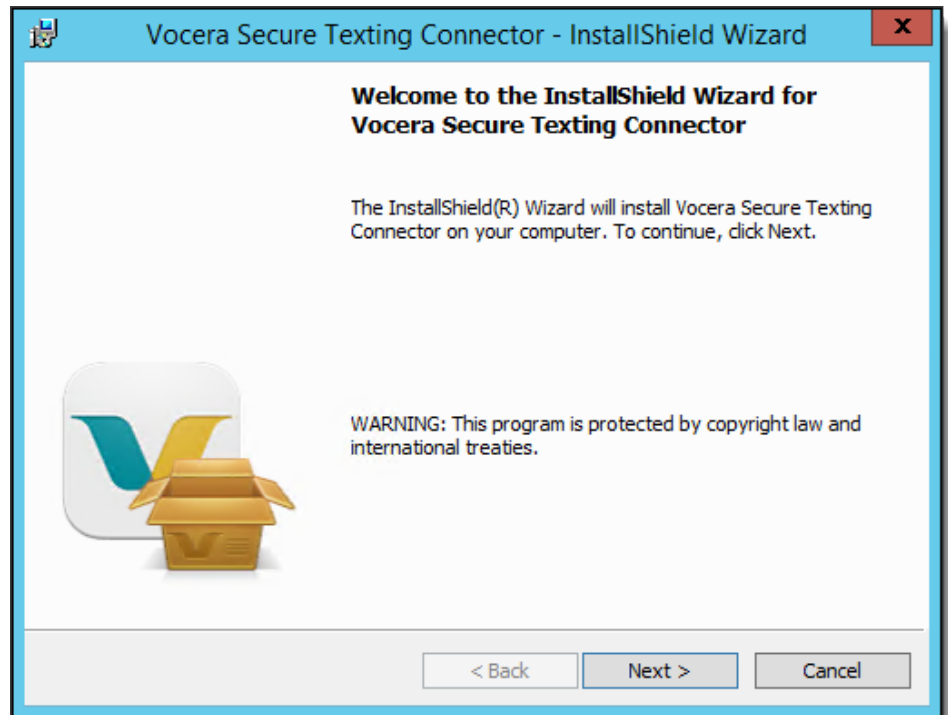 Vocera Secure Texting Connector - InstallShield Wizard
x
Welcome to the InstallShield Wizard for
Vocera Secure Texting Connector
The InstallShield(R) Wizard will install Vocera Secure Texting
Connector on your computer. To continue, click Next.
WARNING: This program is protected by copyright law and
international treaties.
< Back
Next >
Cancel